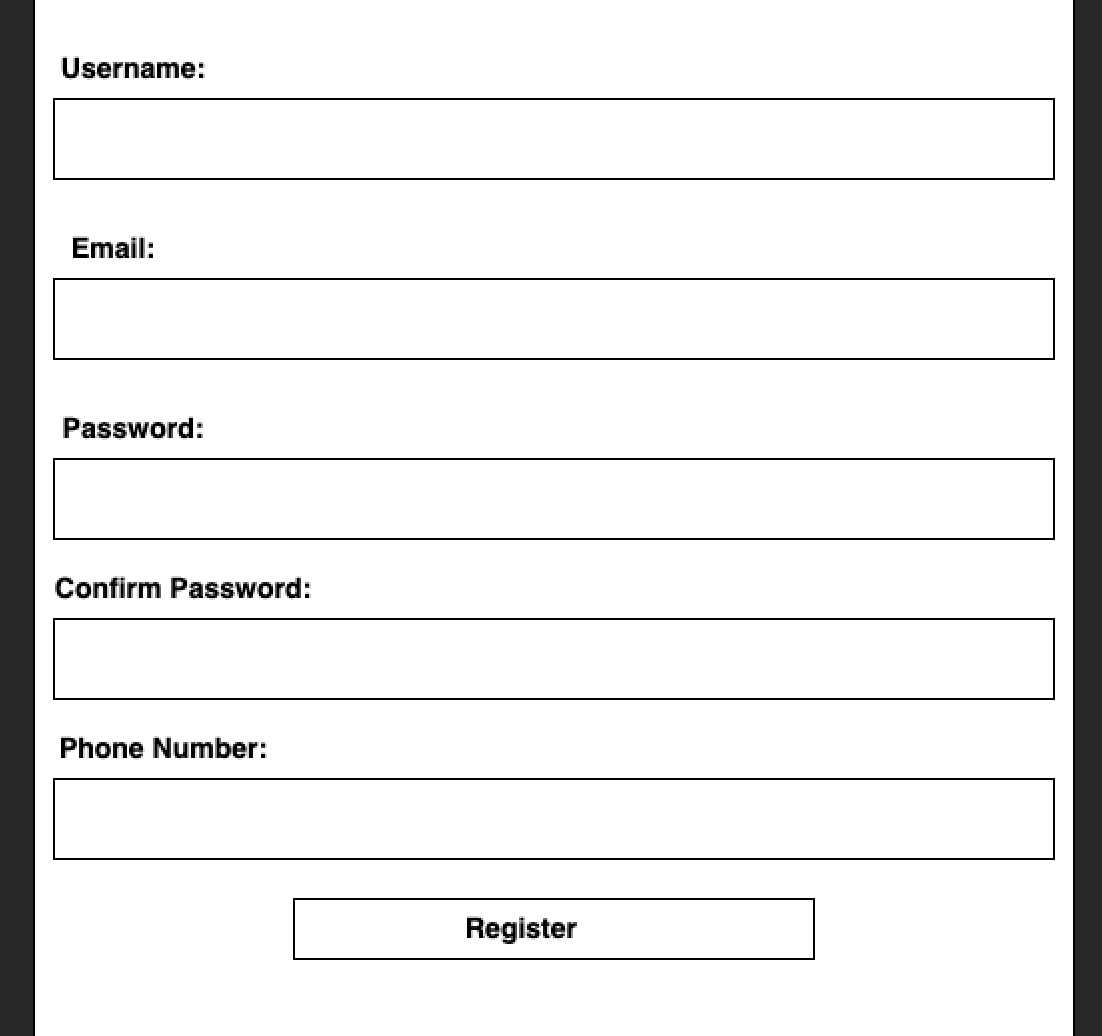 Username:
Email:
Password:
Confirm Password:
Phone Number:
Register